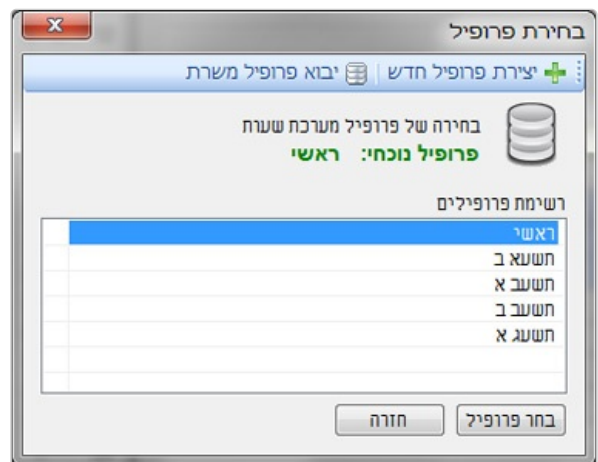 בחירת פרופיל
יצירת פרופיל חדש יבוא פרופיל משרת
בחירה של פרופיל מערכת שעות
פרופיל נוכחי: ראשי
רשימת פרופילים
ראשי
תשעא ב
תשעב א
תשעב ב
תשעג א
בחר פרופיל חזרה